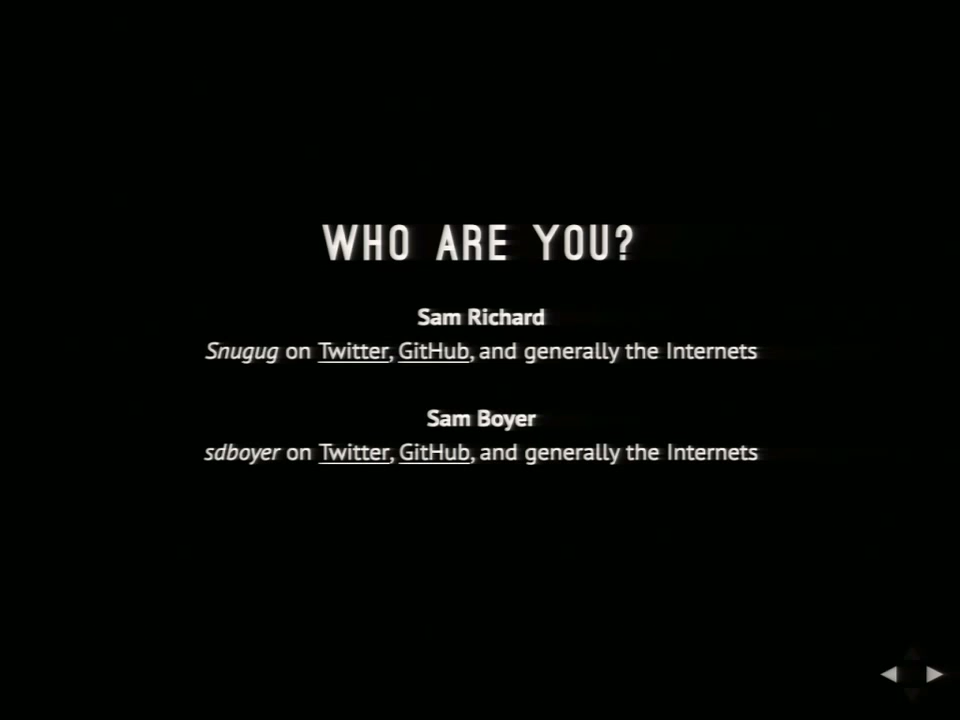 WHO ARE YOU?
Sam Richard
Snugug on Twitter, GitHub, and generally the Internets
Sam Boyer
sdboyer on Twitter, GitHub, and generally the Internets